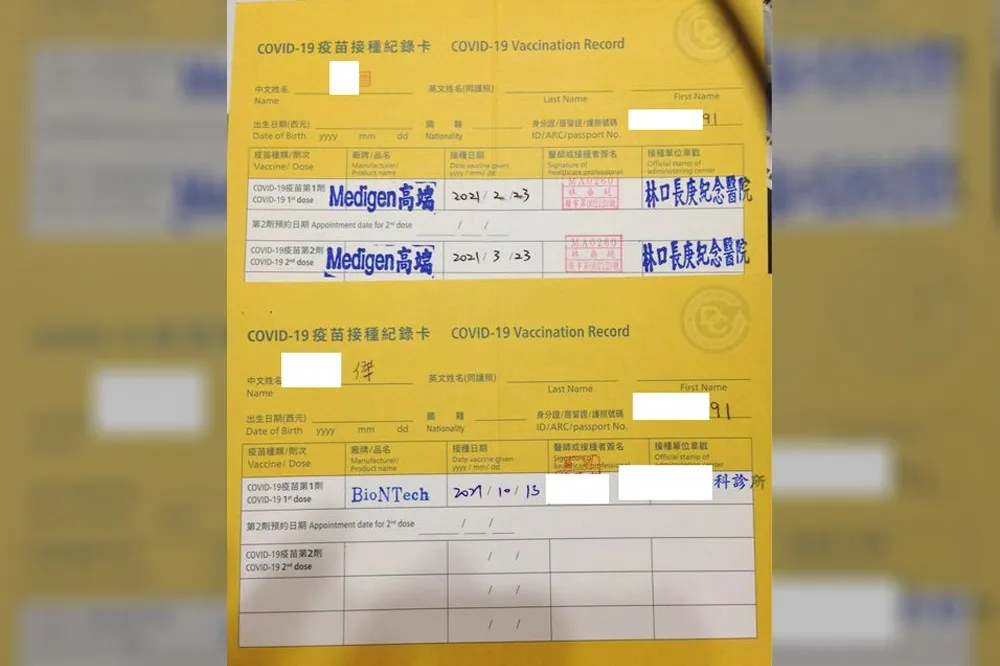 COVID-19 疫苗接種紀錄卡 COVID-19 Vaccination Record
中文姓名 英文姓名(同護照)
Name Last Name First Name
出生日期(西元) 國籍 身分證/居留證/護照號碼 91
Date of Birth yyyy mm dd Nationality ID/ARC/passport No.
疫苗種類/劑次 廠牌/品名 接種日期 醫師或接種者簽名 接種單位章戳
Vaccine/ Dose Manufacturer/ Product name Date vaccine given yyyy / mm/ dd Signature of healthcare professional Official stamp of administering center
COVID-19疫苗第1劑 Medigen高端 2021 / 2 / 23 MA0260 林口長庚紀念醫院
COVID-19 1st dose
第2劑預約日期 Appointment date for 2nd dose / /
COVID-19疫苗第2劑 Medigen高端 2021 / 3 / 23 MA0260 林口長庚紀念醫院
COVID-19 2nd dose
COVID-19 疫苗接種紀錄卡 COVID-19 Vaccination Record
中文姓名 傑 英文姓名(同護照)
Name Last Name First Name
出生日期(西元) 國籍 身分證/居留證/護照號碼 91
Date of Birth yyyy mm dd Nationality ID/ARC/passport No.
疫苗種類/劑次 廠牌/品名 接種日期 醫師或接種者簽名 接種單位章戳
Vaccine/ Dose Manufacturer/ Product name Date vaccine given yyyy / mm/ dd Signature of healthcare professional Official stamp of center
COVID-19疫苗第1劑 BioNTech 2021 / 10 / 13 科診所
COVID-19 1st dose
第2劑預約日期 Appointment date for 2nd dose / /
COVID-19疫苗第2劑 / /
COVID-19 2nd dose
/ /
/ /